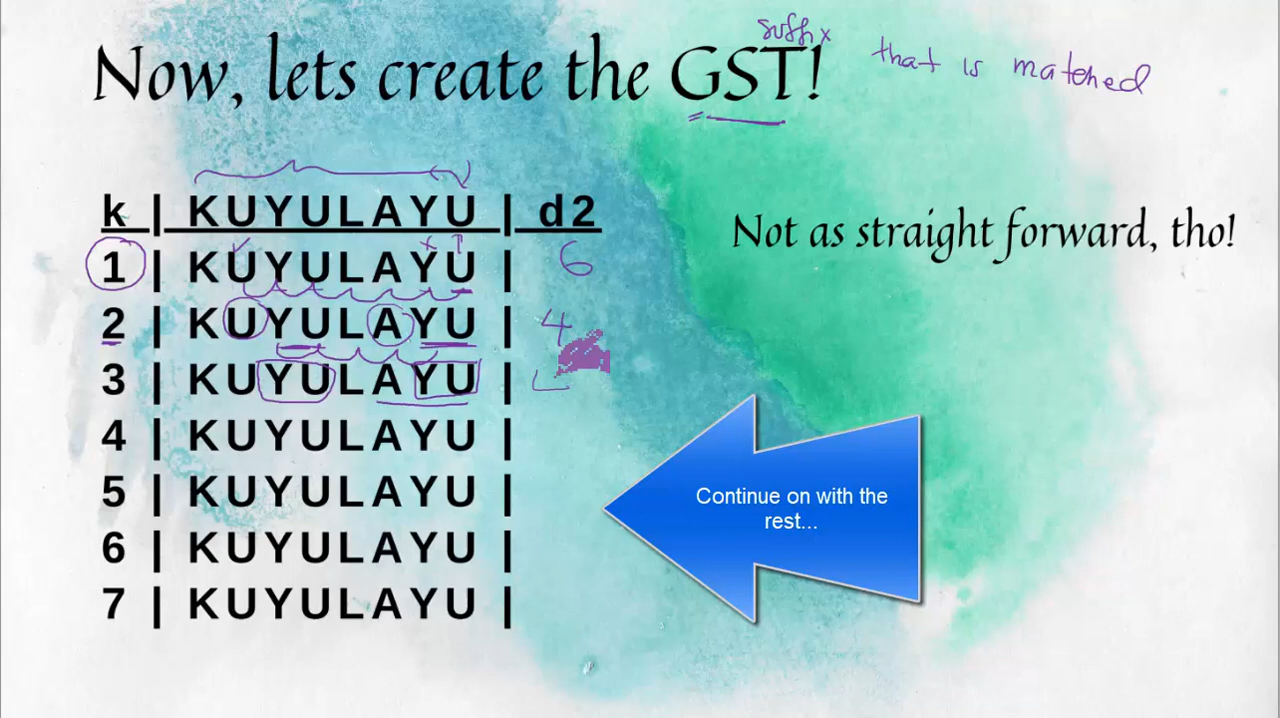 suffix that is matched
Now, lets create the GST!
k | KUYULAYU | d2
Not as straight forward, tho!
1 | KUYULAYU | 6
2 | KUYULAYU | 4
3 | KUYULAYU |
4 | KUYULAYU |
5 | KUYULAYU |
6 | KUYULAYU |
7 | KUYULAYU |
Continue on with the
rest...